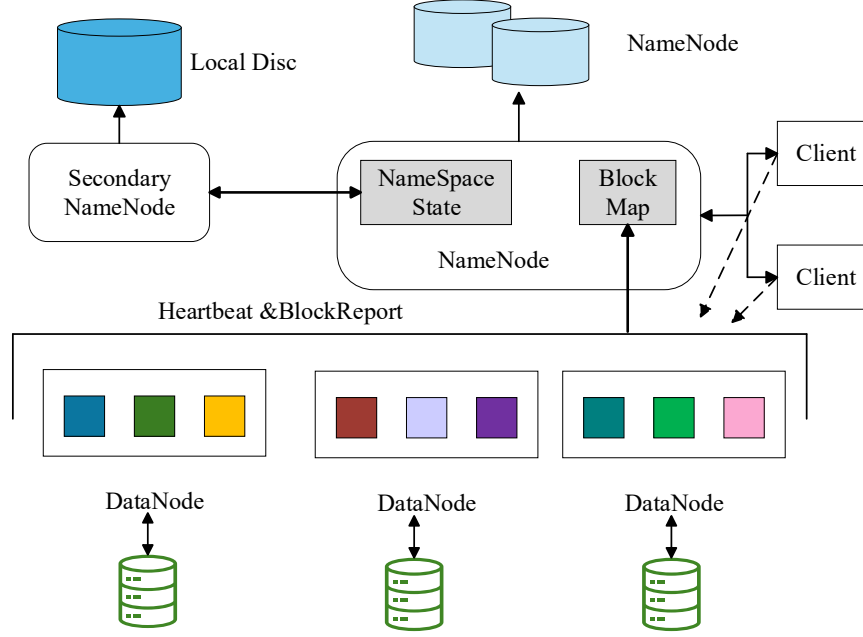 Local Disc
NameNode
Secondary
NameNode
NameSpace
State
Block
Map
NameNode
Client
Client
Heartbeat &BlockReport
DataNode
DataNode
DataNode